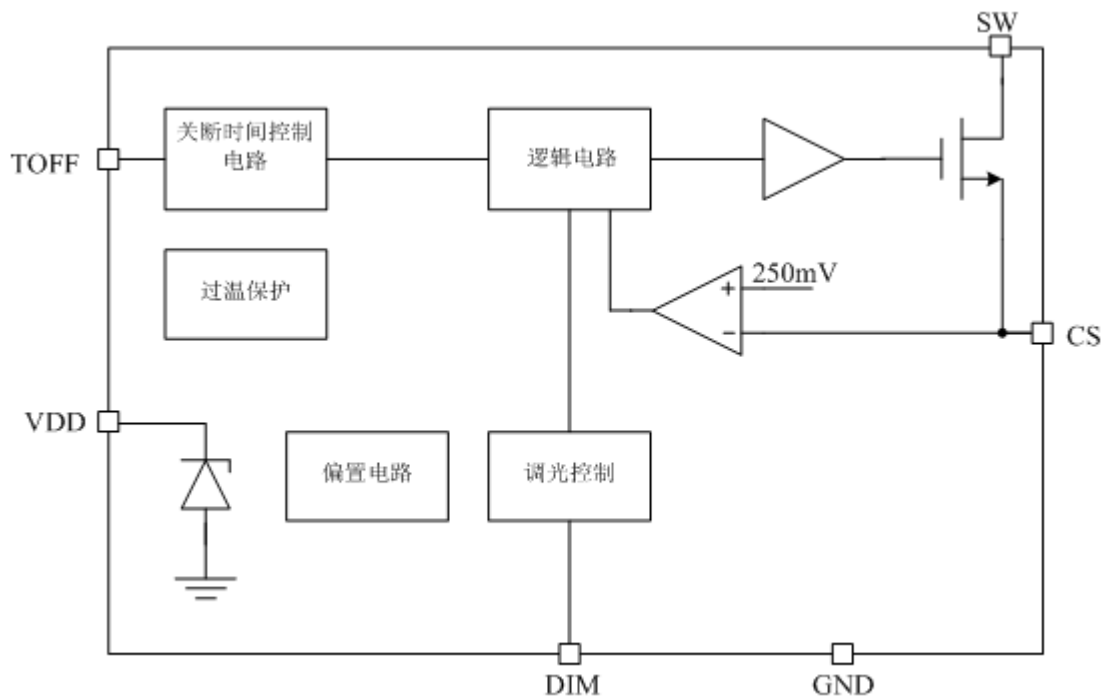 SW
关断时间控制
电路
TOFF
逻辑电路
过温保护
250mV
+
-
CS
VDD
偏置电路
调光控制
DIM
GND